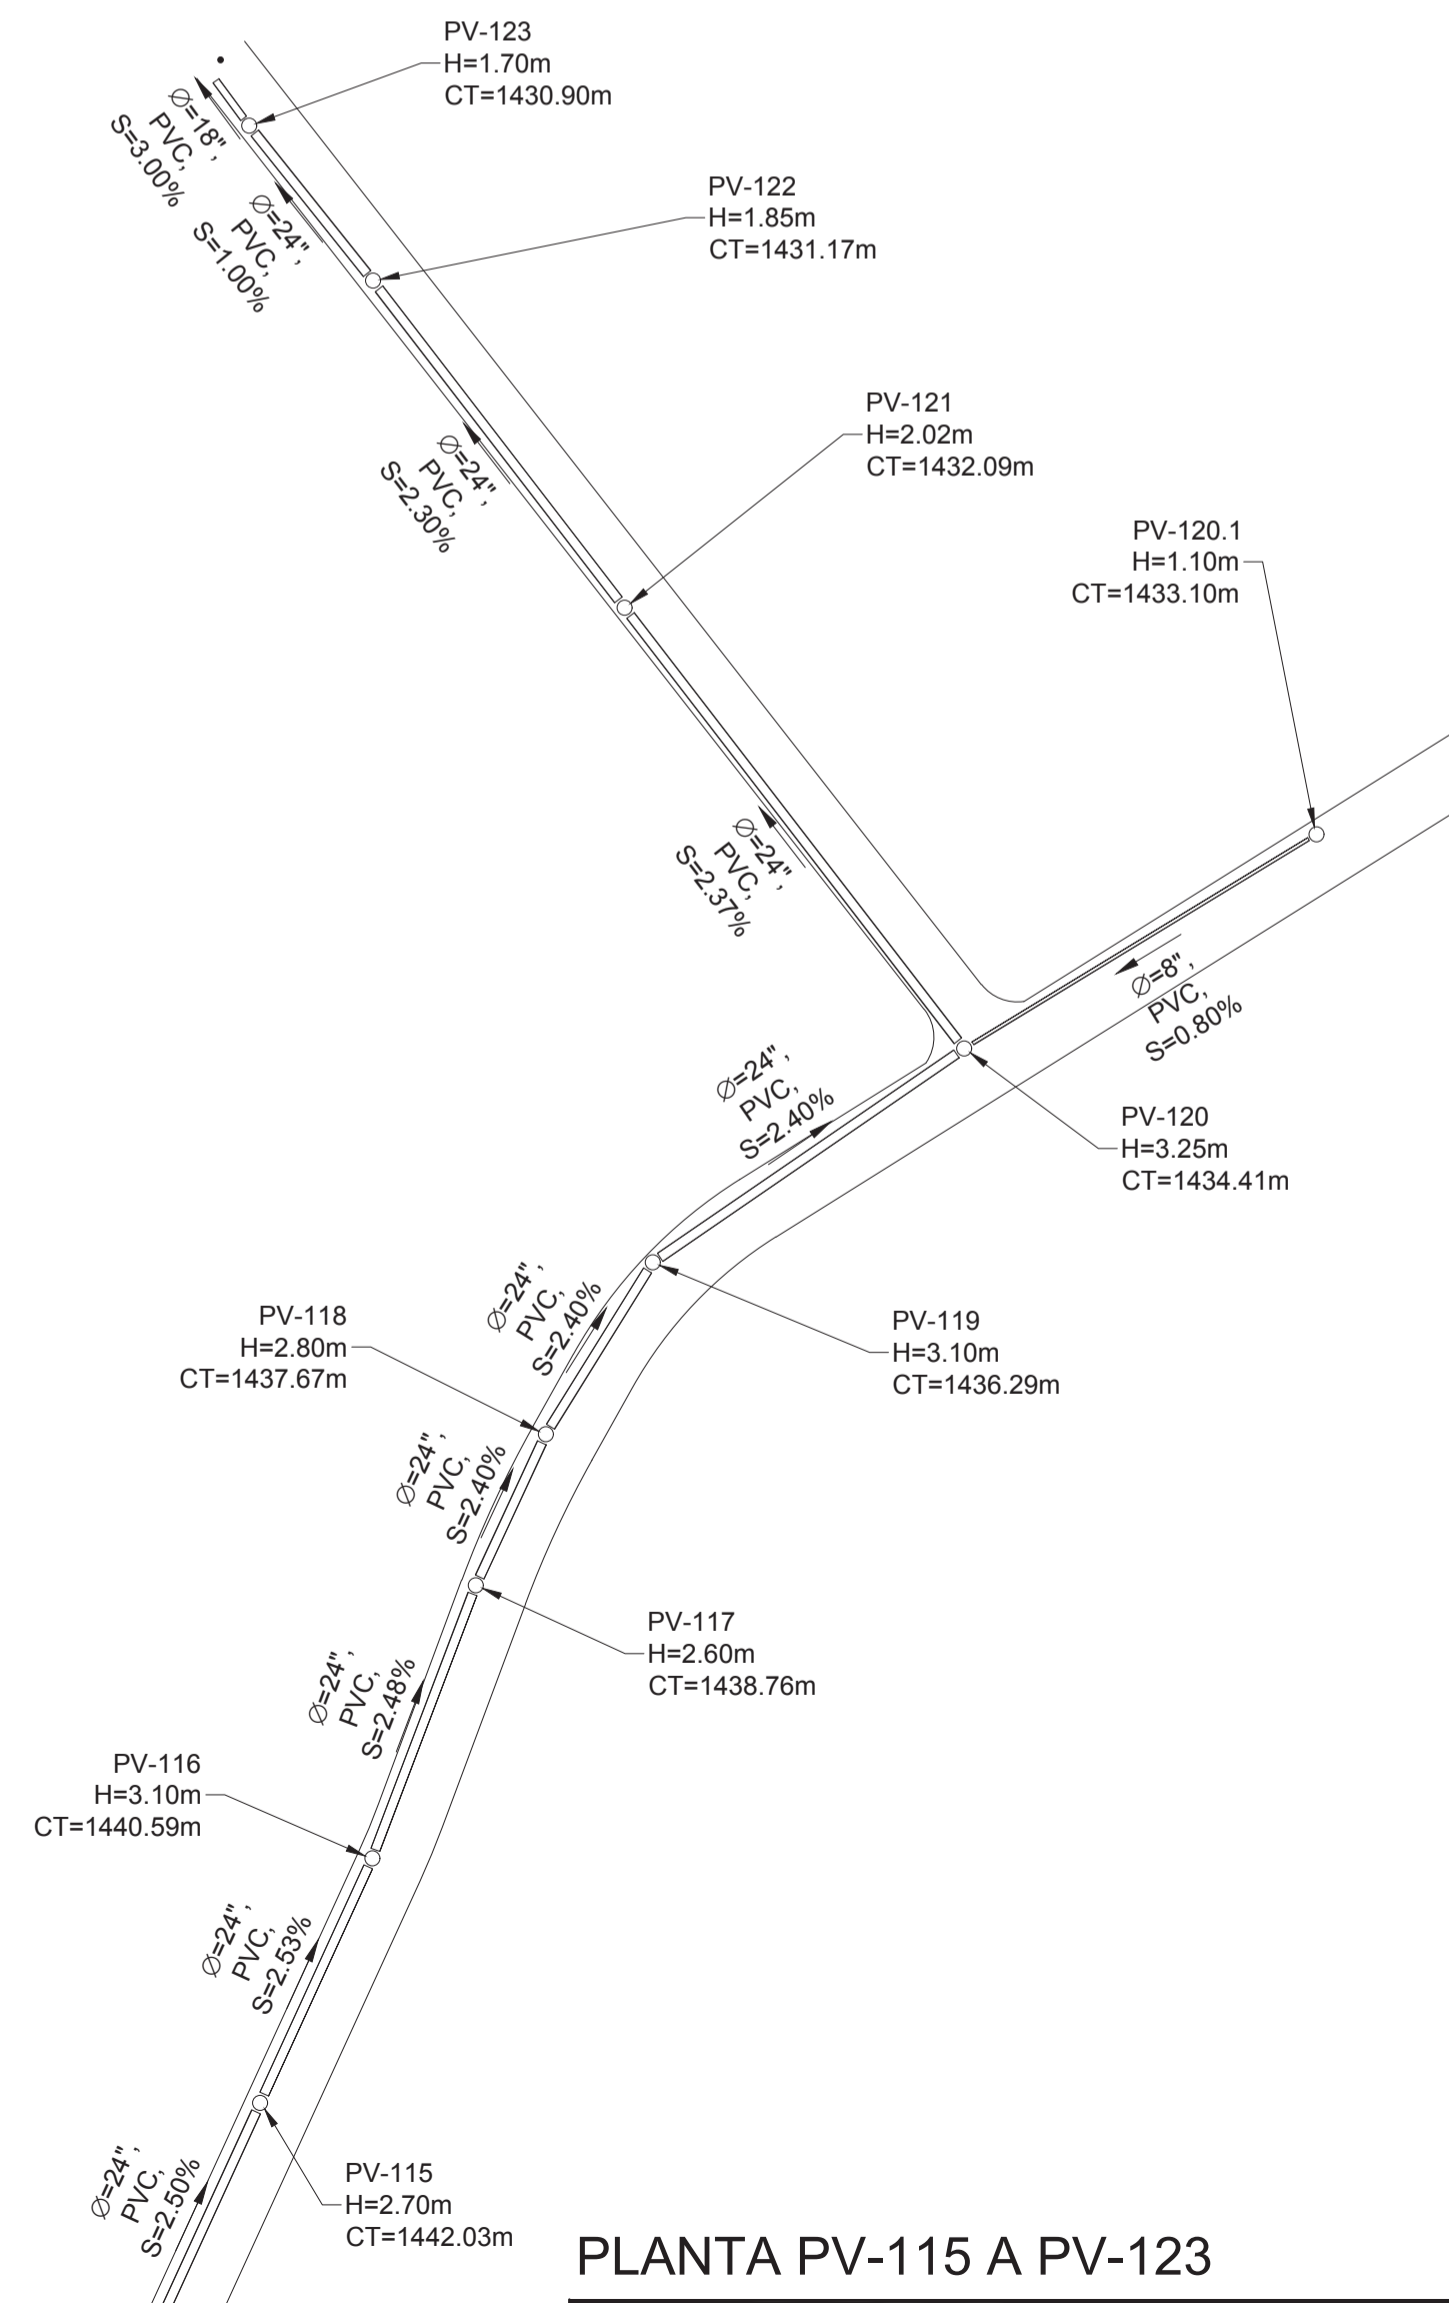 PV-123
H=1.70m
CT=1430.90m
Ø=18",
PVC,
S=3.00%
PV-122
H=1.85m
CT=1431.17m
Ø=24",
PVC,
S=1.00%
PV-121
H=2.02m
CT=1432.09m
Ø=24",
PVC,
S=2.30%
PV-120.1
H=1.10m
CT=1433.10m
Ø=24",
PVC,
S=2.37%
Ø=8",
PVC,
S=0.80%
Ø=24",
PVC,
S=2.40%
PV-120
H=3.25m
CT=1434.41m
Ø=24",
PVC,
S=2.40%
PV-118
H=2.80m
CT=1437.67m
PV-119
H=3.10m
CT=1436.29m
Ø=24",
PVC,
S=2.40%
PV-117
H=2.60m
CT=1438.76m
Ø=24",
PVC,
S=2.48%
PV-116
H=3.10m
CT=1440.59m
Ø=24",
PVC,
S=2.53%
Ø=24",
PVC,
S=2.50%
PV-115
H=2.70m
CT=1442.03m
PLANTA PV-115 A PV-123